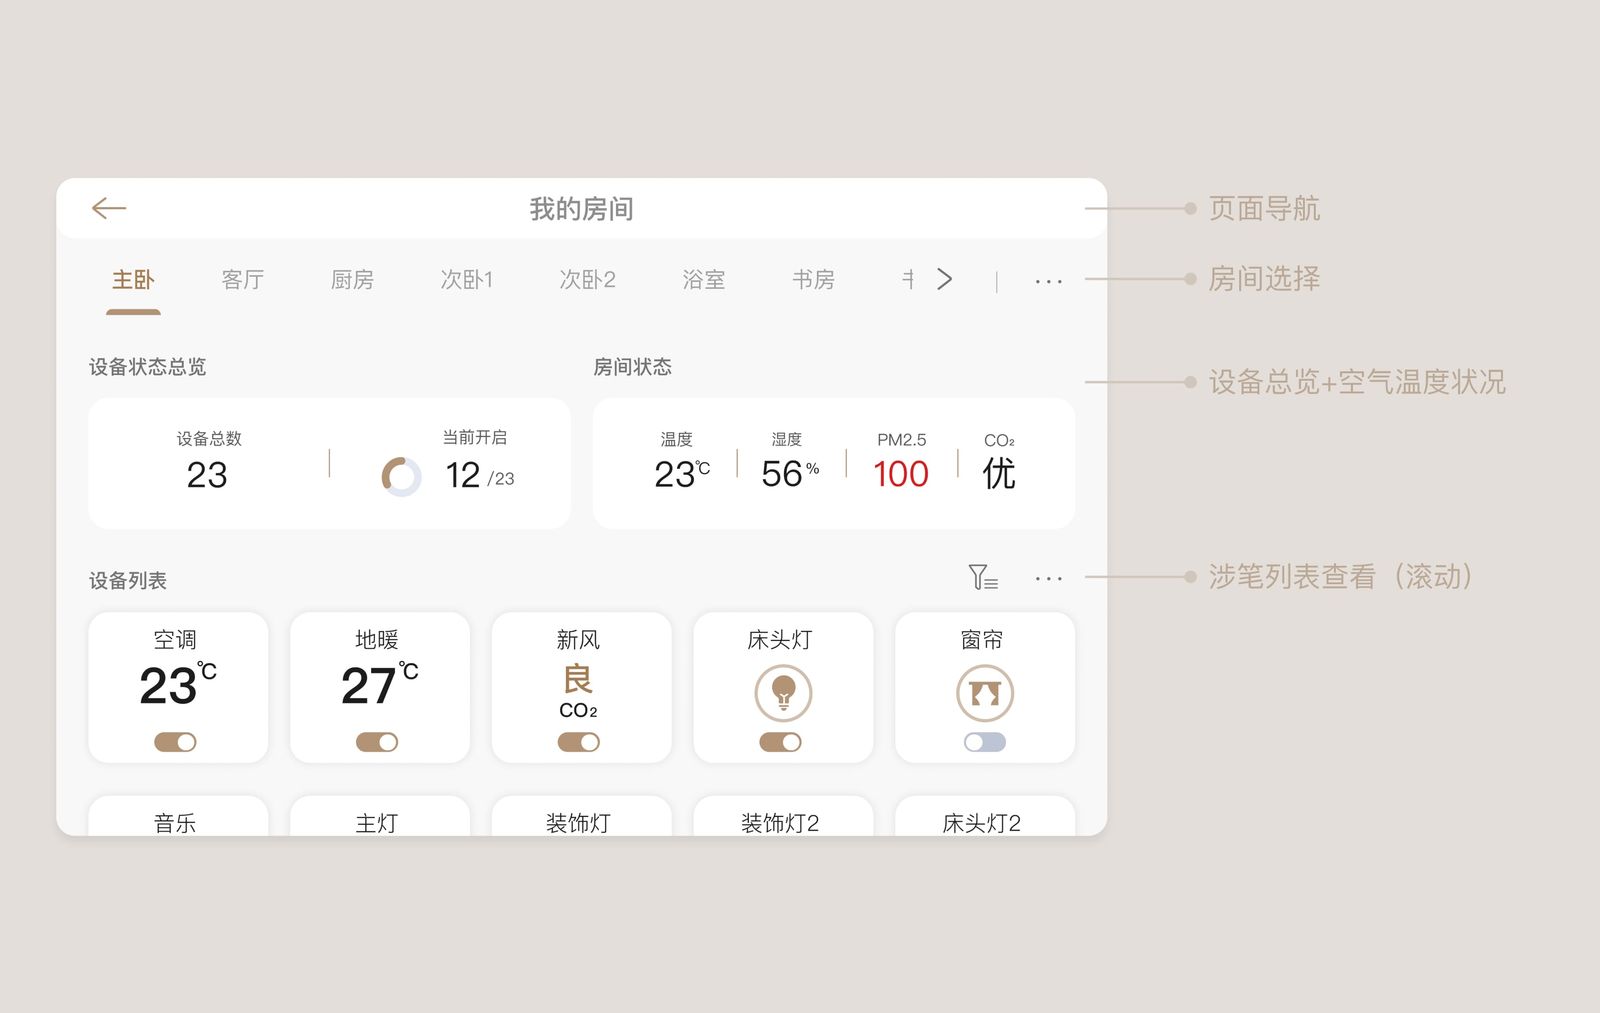 我的房间
页面导航
主卧 客厅 厨房 次卧1 次卧2 浴室 书房
房间选择
设备状态总览
房间状态
设备总览+空气温度状况
设备总数
23
当前开启
12 /23
温度
23℃
湿度
56%
PM2.5
100
CO₂
优
设备列表
涉笔列表查看（滚动）
空调
23℃
地暖
27℃
新风
良
CO₂
床头灯
窗帘
音乐
主灯
装饰灯
装饰灯2
床头灯2